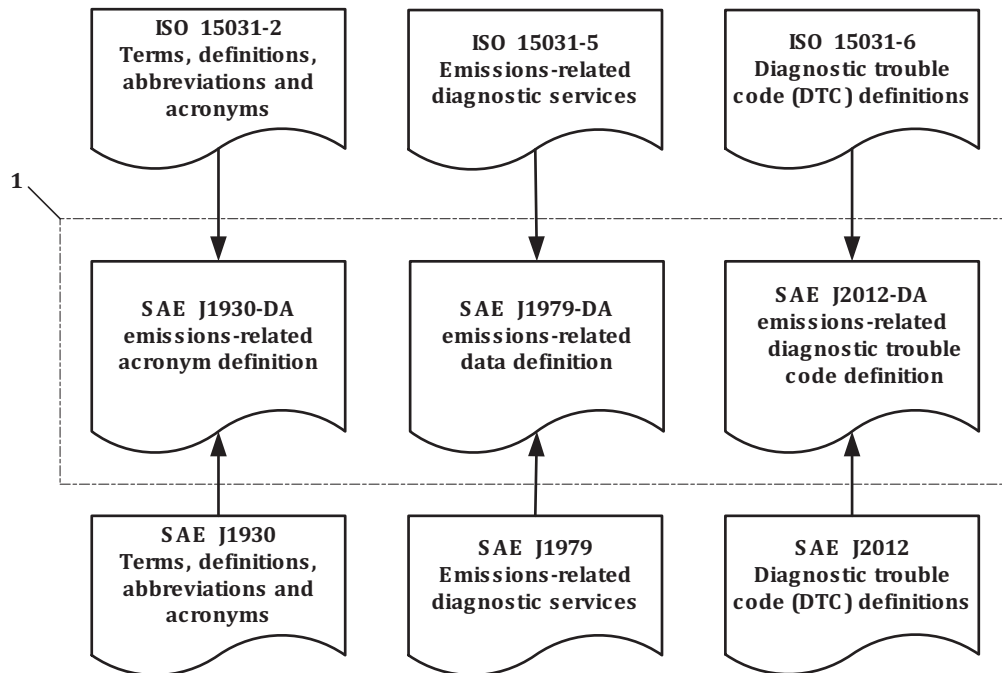 ISO 15031-2
Terms, definitions,
abbreviations and
acronyms
ISO 15031-5
Emissions-related
diagnostic services
ISO 15031-6
Diagnostic trouble
code (DTC) definitions
1
SAE J1930-DA
emissions-related
acronym definition
SAE J1979-DA
emissions-related
data definition
SAE J2012-DA
emissions-related
diagnostic trouble
code definition
SAE J1930
Terms, definitions,
abbreviations and
acronyms
SAE J1979
Emissions-related
diagnostic services
SAE J2012
Diagnostic trouble
code (DTC) definitions